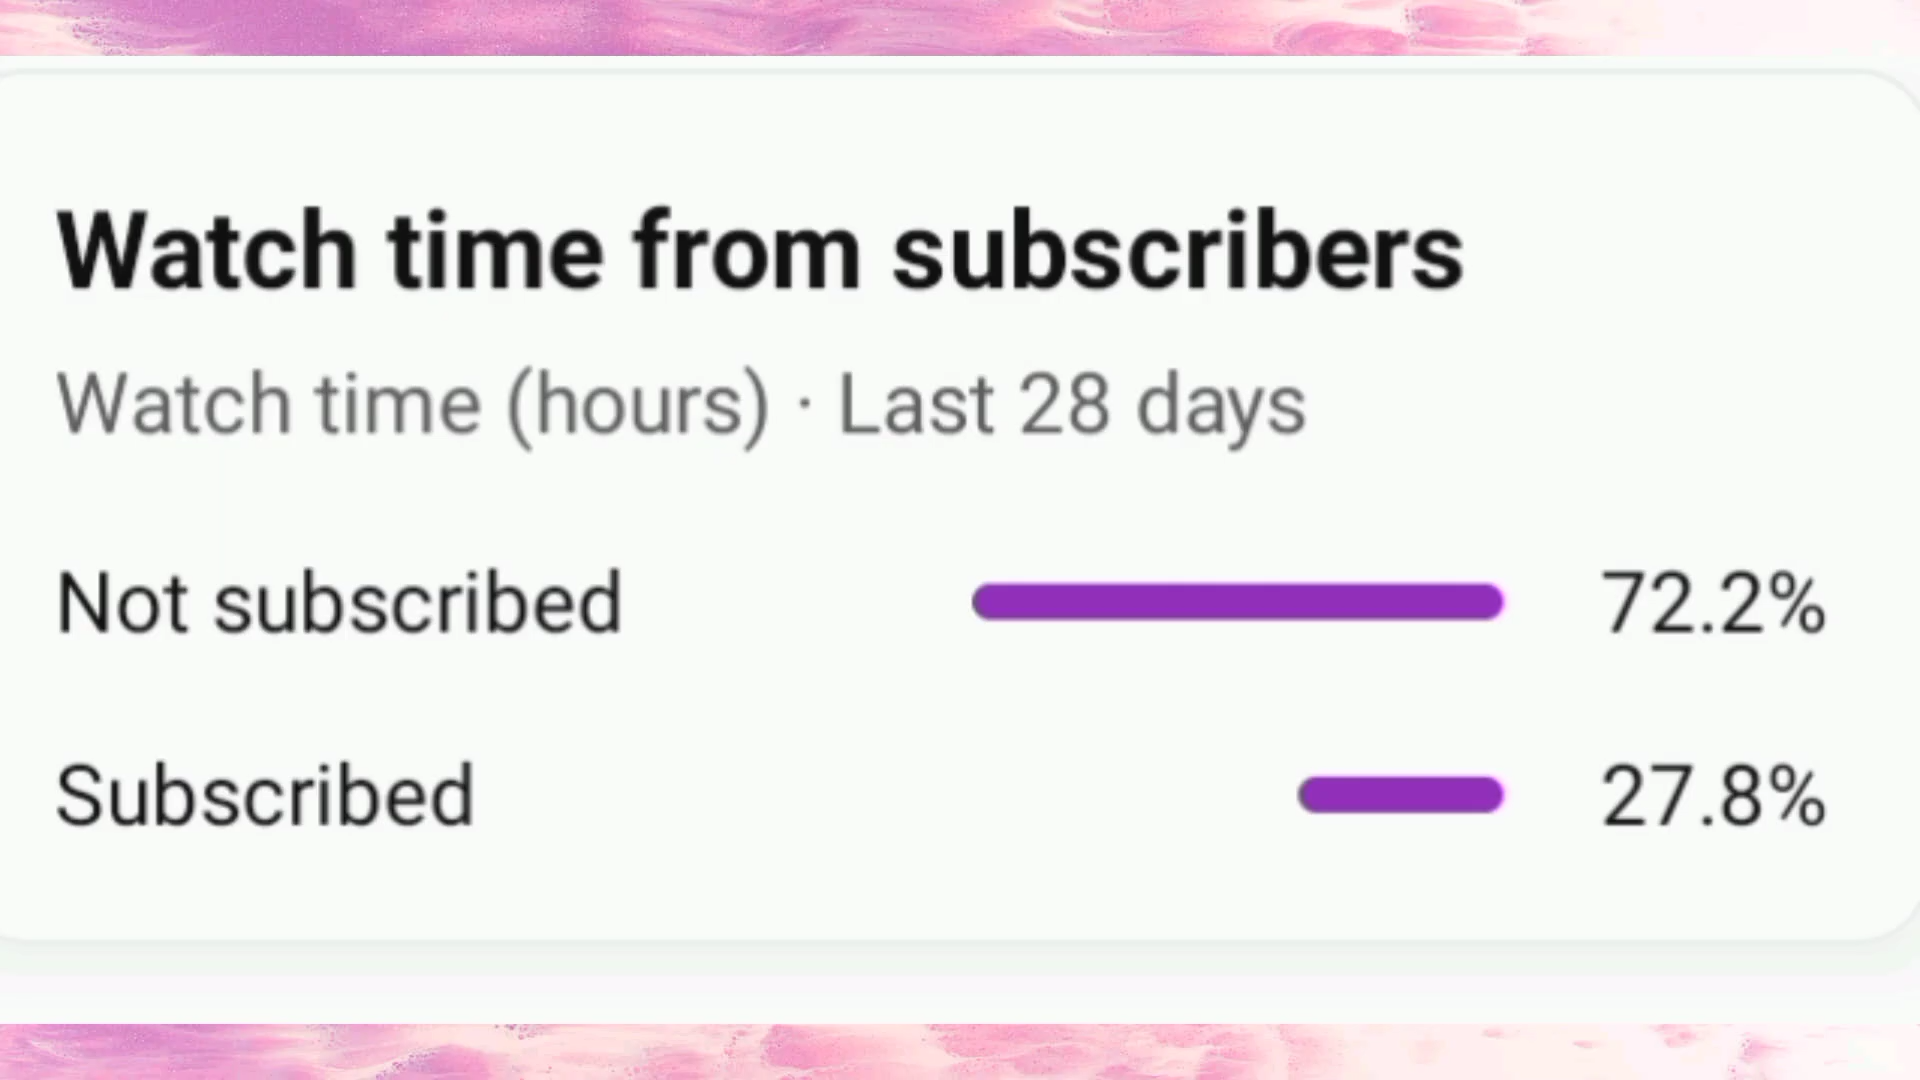 Watch time from subscribers
Watch time (hours) · Last 28 days
Not subscribed 72.2%
Subscribed 27.8%